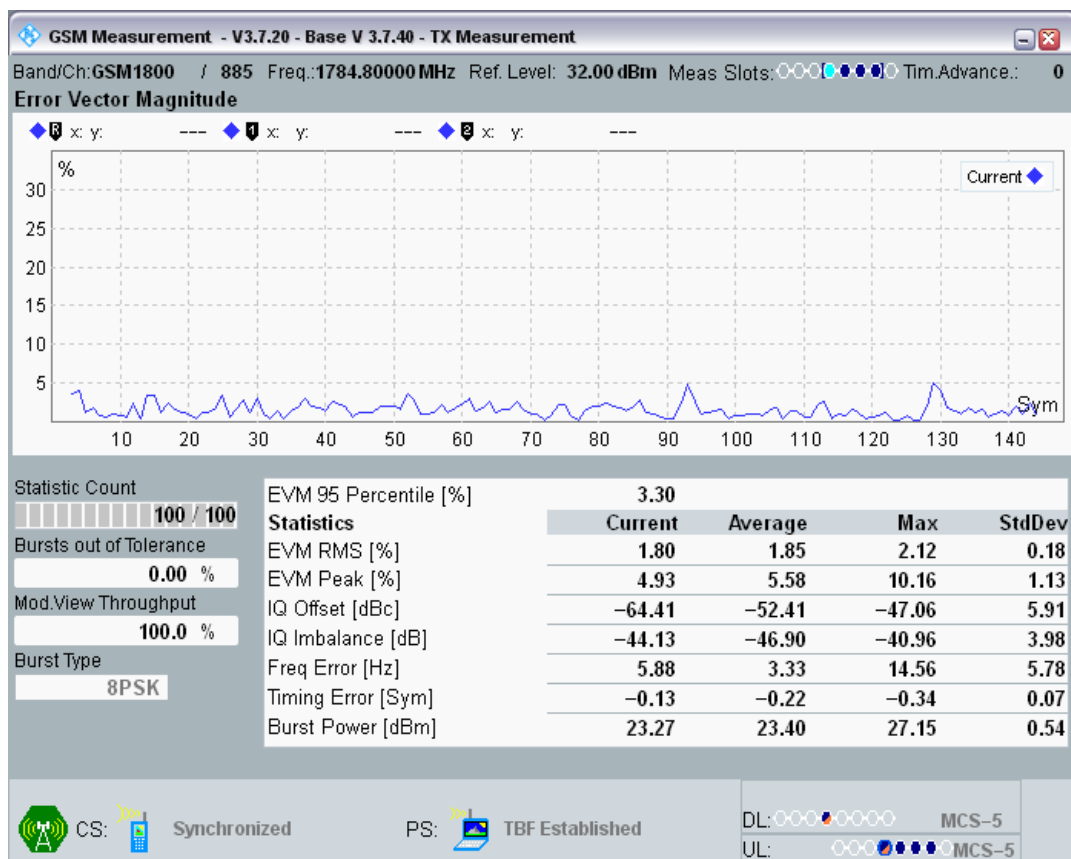 GSM Measurement - V3.7.20 - Base V 3.7.40 - TX Measurement
Band/Ch:GSM1800 / 885 Freq.:1784.80000 MHz Ref. Level: 32.00 dBm Meas Slots: Tim.Advance.: 0
Error Vector Magnitude
R x: y: --- 1 x: y: --- 2 x: y: ---
%
Current
30
25
20
15
10
5
Sym
10 20 30 40 50 60 70 80 90 100 110 120 130 140
Statistic Count
100 / 100
Bursts out of Tolerance
0.00 %
Mod.View Throughput
100.0 %
Burst Type
8PSK
EVM 95 Percentile [%] 3.30
Statistics Current Average Max StdDev
EVM RMS [%] 1.80 1.85 2.12 0.18
EVM Peak [%] 4.93 5.58 10.16 1.13
IQ Offset [dBc] −64.41 −52.41 −47.06 5.91
IQ Imbalance [dB] −44.13 −46.90 −40.96 3.98
Freq Error [Hz] 5.88 3.33 14.56 5.78
Timing Error [Sym] −0.13 −0.22 −0.34 0.07
Burst Power [dBm] 23.27 23.40 27.15 0.54
CS: Synchronized PS: TBF Established
DL: MCS−5
UL: MCS−5